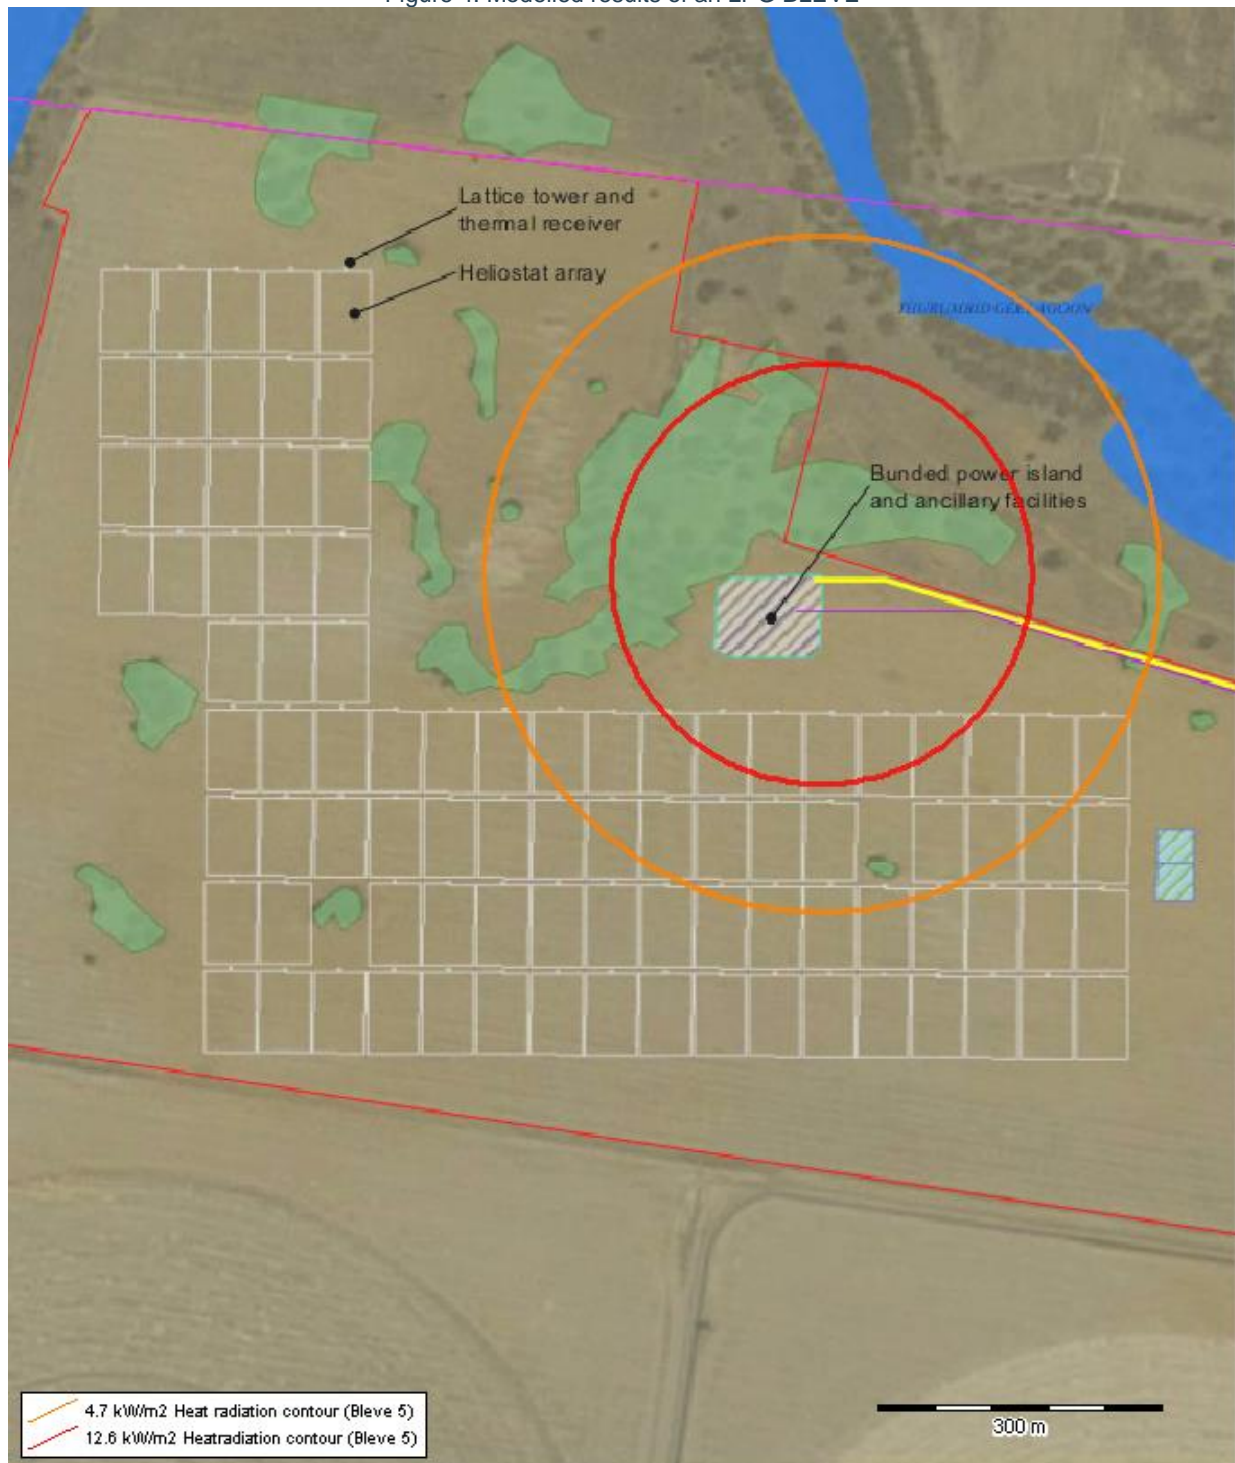 Lattice tower and
thermal receiver
Heliostat array
Bunded power island
and ancillary facilities
4.7 kW/m2 Heat radiation contour (Bleve 5)
12.6 kW/m2 Heatradiation contour (Bleve 5)
300 m